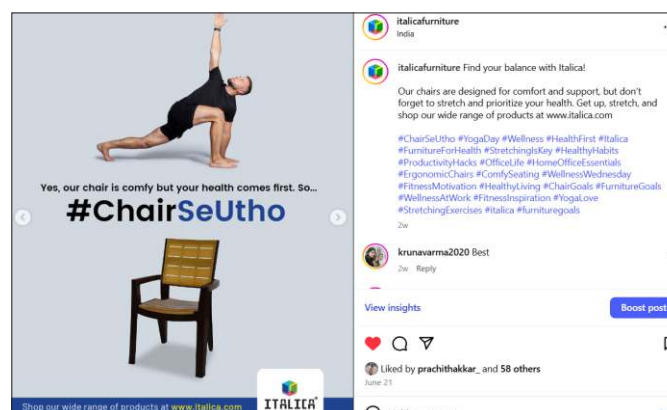 Yes, our chair is comfy but your health comes first. So...
#ChairSeUtho
Shop our wide range of products at www.italica.com
ITALICA
italicafurniture
India
italicafurniture Find your balance with Italica!
Our chairs are designed for comfort and support, but don't
forget to stretch and prioritize your health. Get up, stretch, and
shop our wide range of products at www.italica.com
#ChairSeUtho #YogaDay #Wellness #HealthFirst #Italica
#FurnitureForHealth #StretchingIsKey #HealthyHabits
#ProductivityHacks #OfficeLife #HomeOfficeEssentials
#ErgonomicChairs #ComfySeating #WellnessWednesday
#FitnessMotivation #HealthyLiving #ChairGoals #FurnitureGoals
#WellnessAtWork #FitnessInspiration #YogaLove
#StretchingExercises #italica #furnituregoals
2w
krunavarma2020 Best
2w Reply
View insights
Boost post
Liked by prachithakkar_ and 58 others
June 21